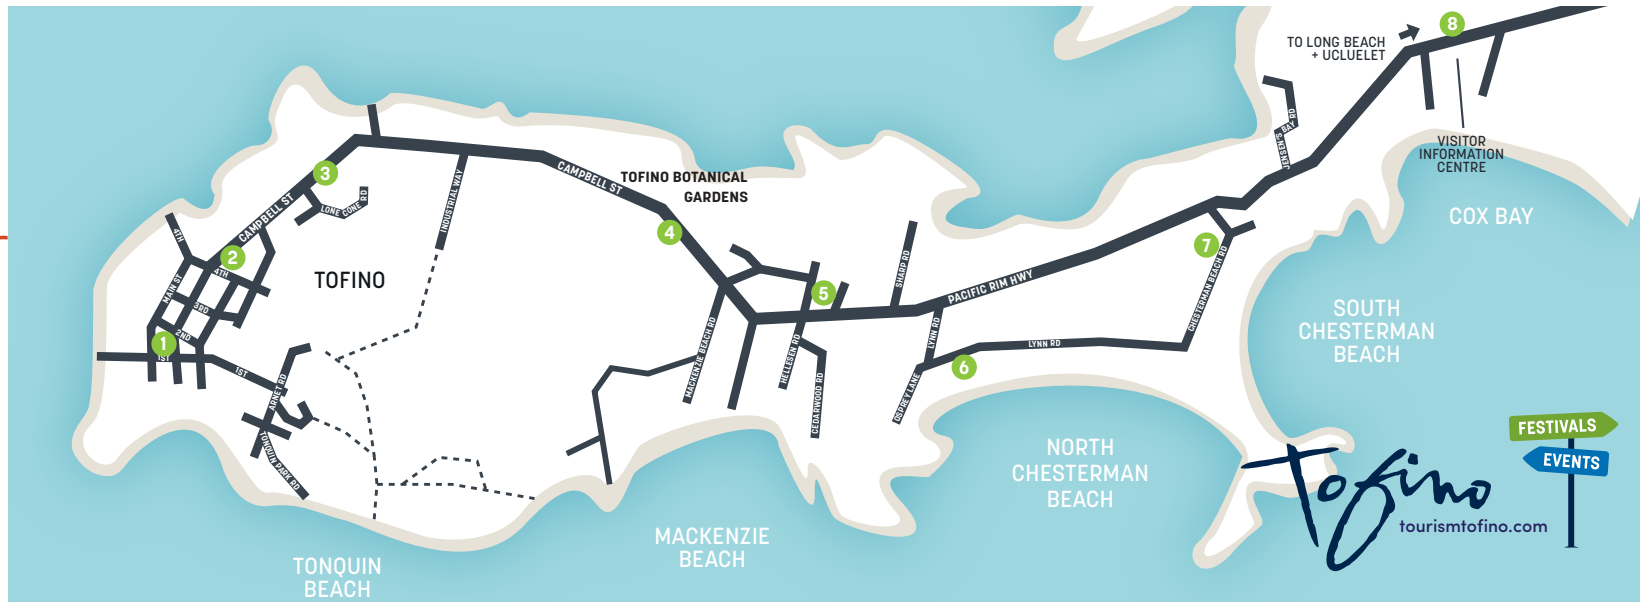 8
TO LONG BEACH
+ UCLUELET
JENSEN'S BAY RD
VISITOR
INFORMATION
CENTRE
COX BAY
3
CAMPBELL ST
LONE CONE RD
INDUSTRIAL WAY
CAMPBELL ST
TOFINO BOTANICAL
GARDENS
4
4TH
2
4TH
MAIN ST
3RD
2ND
1
1ST
1ST
TOFINO
ARNET RD
TONQUIN PARK RD
MACKENZIE BEACH RD
5
HELLESEN RD
CEDARWOOD RD
SHARP RD
PACIFIC RIM HWY
LYNN RD
LYNN RD
OSPREY LANE
6
7
CHESTERMAN BEACH RD
SOUTH
CHESTERMAN
BEACH
NORTH
CHESTERMAN
BEACH
MACKENZIE
BEACH
TONQUIN
BEACH
FESTIVALS
EVENTS
Tofino
tourismtofino.com